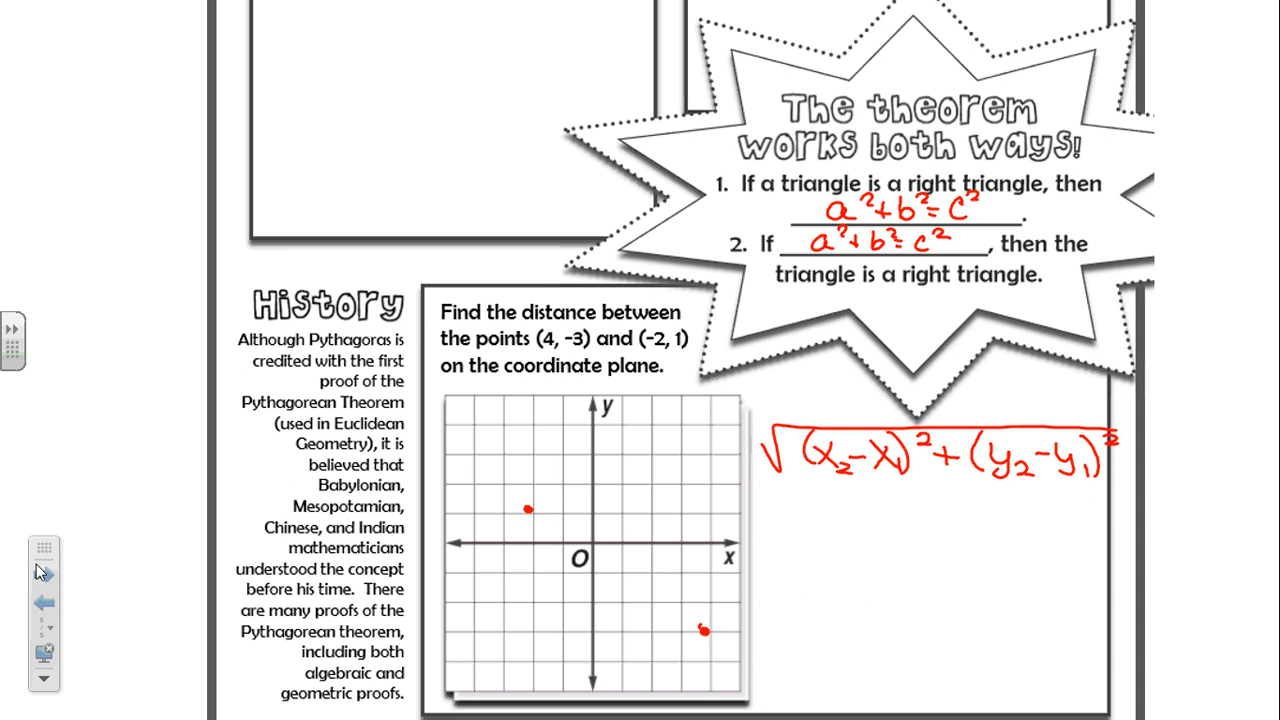 The theorem
works both ways!
1. If a triangle is a right triangle, then
a²+b²=c².
2. If a²+b²=c², then the
triangle is a right triangle.
History
Although Pythagoras is
credited with the first
proof of the
Pythagorean Theorem
(used in Euclidean
Geometry), it is
believed that
Babylonian,
Mesopotamian,
Chinese, and Indian
mathematicians
understood the concept
before his time. There
are many proofs of the
Pythagorean theorem,
including both
algebraic and
geometric proofs.
Find the distance between
the points (4, -3) and (-2, 1)
on the coordinate plane.
y
O
x
√(x₂-x₁)²+(y₂-y₁)²
5
/
5